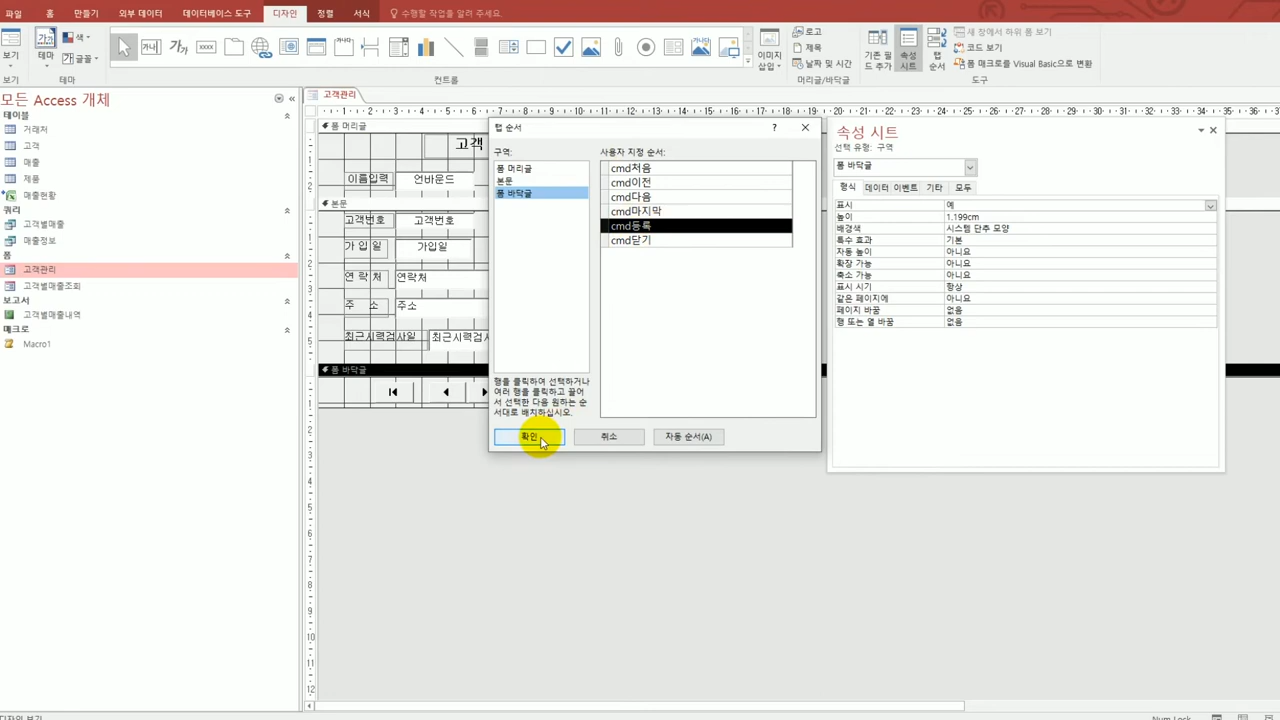 파일 홈 만들기 외부 데이터 데이터베이스 도구 디자인 정렬 서식 수행할 작업을 알려 주세요.
보기 테마 색 글꼴 이미지 삽입 로고 제목 날짜 및 시간 기존 필드 추가 속성 시트 탭 순서 새 창에서 하위 폼 보기 코드 보기 폼 매크로를 Visual Basic으로 변환
보기 테마 컨트롤 머리글/바닥글 도구
모든 Access 개체
테이블
거래처
고객
매출
제품
매출현황
쿼리
고객별매출
매출정보
폼
고객관리
고객별매출조회
보고서
고객별매출내역
매크로
Macro1
고객관리
폼 머리글
고객
이름입력 언바운드
본문
고객번호 고객번호
가 입 일 가입일
연 락 처 연락처
주 소 주소
최근시력검사일 최근시력검사
폼 바닥글
탭 순서
구역: 사용자 지정 순서:
폼 머리글
본문
폼 바닥글
cmd처음
cmd이전
cmd다음
cmd마지막
cmd등록
cmd닫기
행을 클릭하여 선택하거나
여러 행을 클릭하고 끌어
서 선택한 다음 원하는 순
서대로 배치하십시오.
확인 취소 자동 순서(A)
속성 시트
선택 유형: 구역
폼 바닥글
형식 데이터 이벤트 기타 모두
표시 예
높이 1.199cm
배경색 시스템 단추 모양
특수 효과 기본
자동 높이 아니요
확장 가능 아니요
축소 가능 아니요
표시 시기 항상
같은 페이지에 아니요
페이지 바꿈 없음
행 또는 열 바꿈 없음
디자인 보기 Num Lock